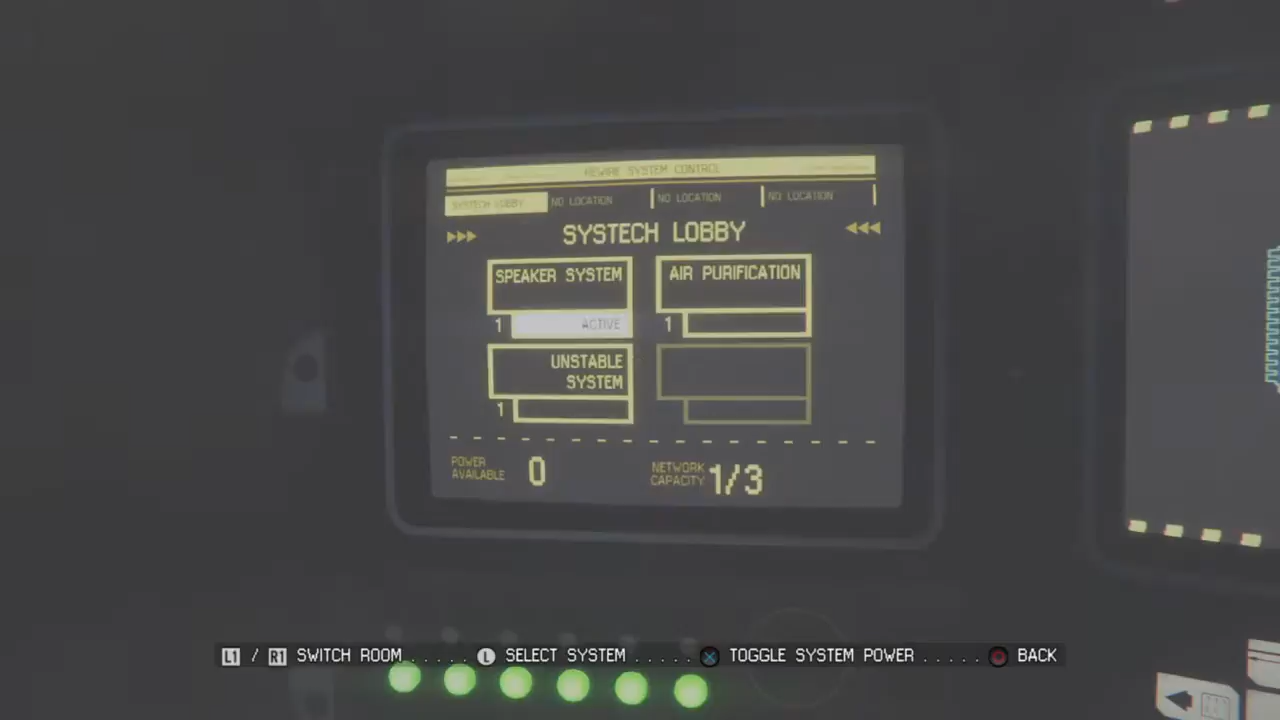 REWIRE SYSTEM CONTROL
SYSTECH LOBBY NO LOCATION NO LOCATION NO LOCATION
SYSTECH LOBBY
SPEAKER SYSTEM
1 ACTIVE
AIR PURIFICATION
1
UNSTABLE
SYSTEM
1
POWER
AVAILABLE 0
NETWORK
CAPACITY 1/3
L1 / R1 SWITCH ROOM . . . . . L SELECT SYSTEM . . . . . X TOGGLE SYSTEM POWER . . . . . BACK